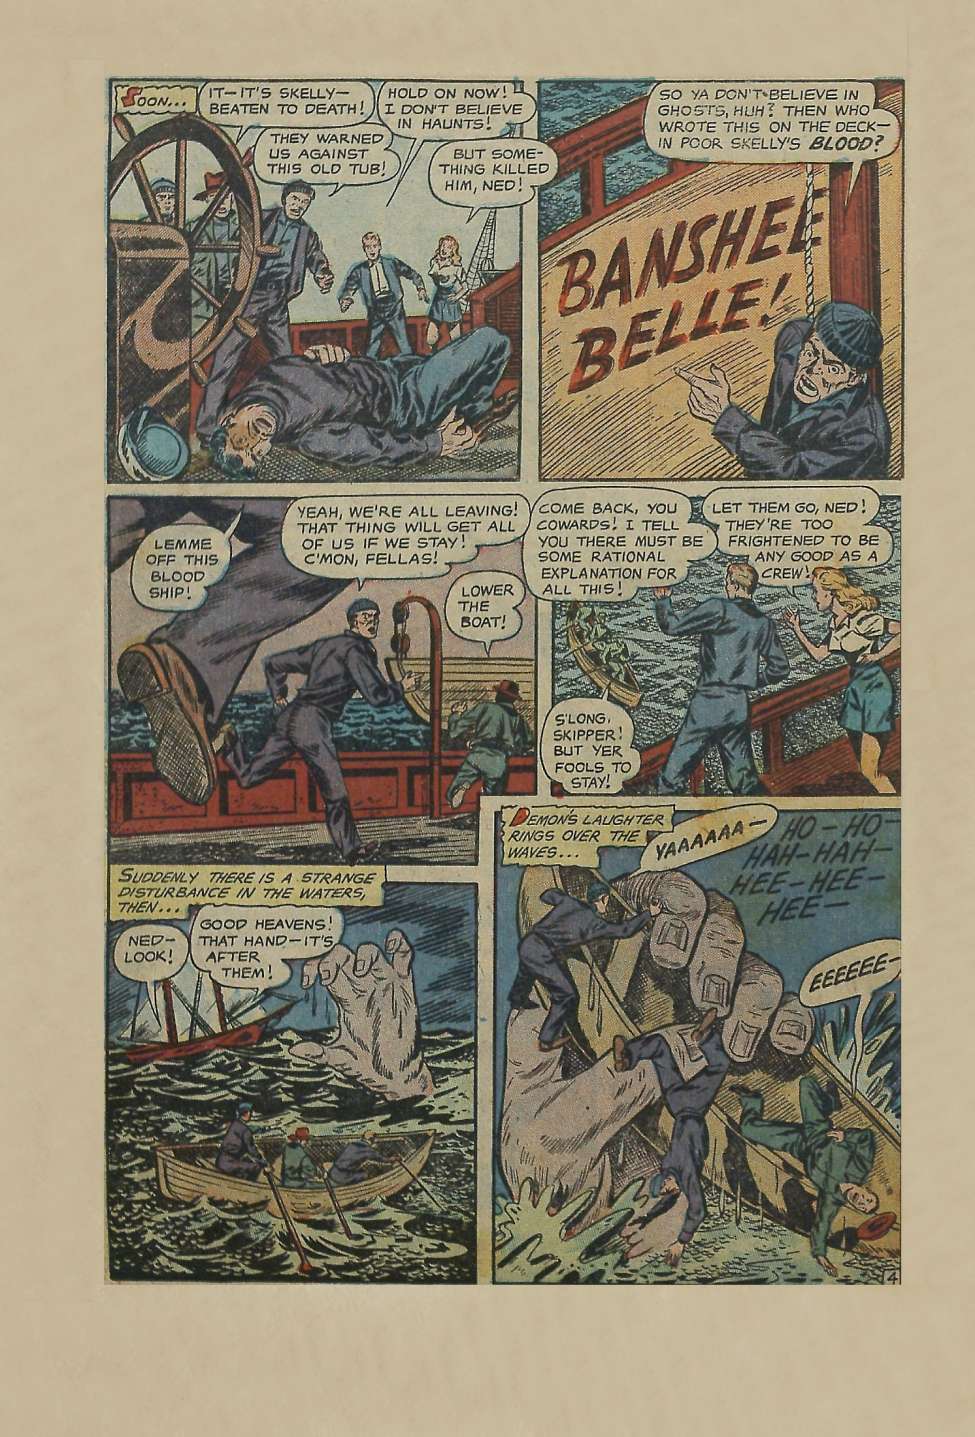 SOON...
IT—IT'S SKELLY—
BEATEN TO DEATH!
THEY WARNED
US AGAINST
THIS OLD TUB!
HOLD ON NOW!
I DON'T BELIEVE
IN HAUNTS!
BUT SOME-
THING KILLED
HIM, NED!
SO YA DON'T BELIEVE IN
GHOSTS, HUH? THEN WHO
WROTE THIS ON THE DECK—
IN POOR SKELLY'S BLOOD?
BANSHEE
BELLE!
LEMME
OFF THIS
BLOOD
SHIP!
YEAH, WE'RE ALL LEAVING!
THAT THING WILL GET ALL
OF US IF WE STAY!
C'MON, FELLAS!
LOWER
THE
BOAT!
COME BACK, YOU
COWARDS! I TELL
YOU THERE MUST BE
SOME RATIONAL
EXPLANATION FOR
ALL THIS!
LET THEM GO, NED!
THEY'RE TOO
FRIGHTENED TO BE
ANY GOOD AS A
CREW!
S'LONG,
SKIPPER!
BUT YER
FOOLS TO
STAY!
SUDDENLY THERE IS A STRANGE
DISTURBANCE IN THE WATERS,
THEN...
NED—
LOOK!
GOOD HEAVENS!
THAT HAND—IT'S
AFTER
THEM!
DEMON'S LAUGHTER
RINGS OVER THE
WAVES...
YAAAAAA—
HO—HO—
HAH—HAH—
HEE—HEE—
HEE—
EEEEEE—
4